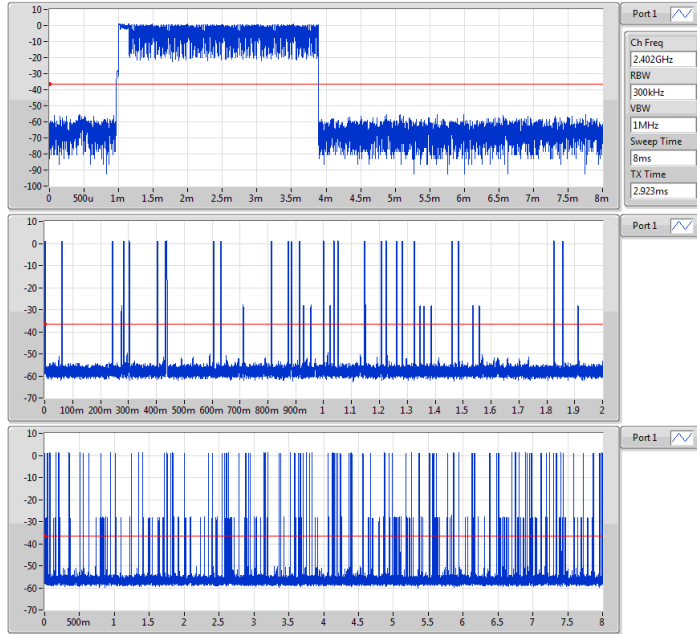 10
0
-10
-20
-30
-40
-50
-60
-70
-80
-90
-100
0 500u 1m 1.5m 2m 2.5m 3m 3.5m 4m 4.5m 5m 5.5m 6m 6.5m 7m 7.5m 8m
Port 1
Ch Freq
2.402GHz
RBW
300kHz
VBW
1MHz
Sweep Time
8ms
TX Time
2.923ms
10
0
-10
-20
-30
-40
-50
-60
-70
0 100m 200m 300m 400m 500m 600m 700m 800m 900m 1 1.1 1.2 1.3 1.4 1.5 1.6 1.7 1.8 1.9 2
Port 1
10
0
-10
-20
-30
-40
-50
-60
-70
0 500m 1 1.5 2 2.5 3 3.5 4 4.5 5 5.5 6 6.5 7 7.5 8
Port 1